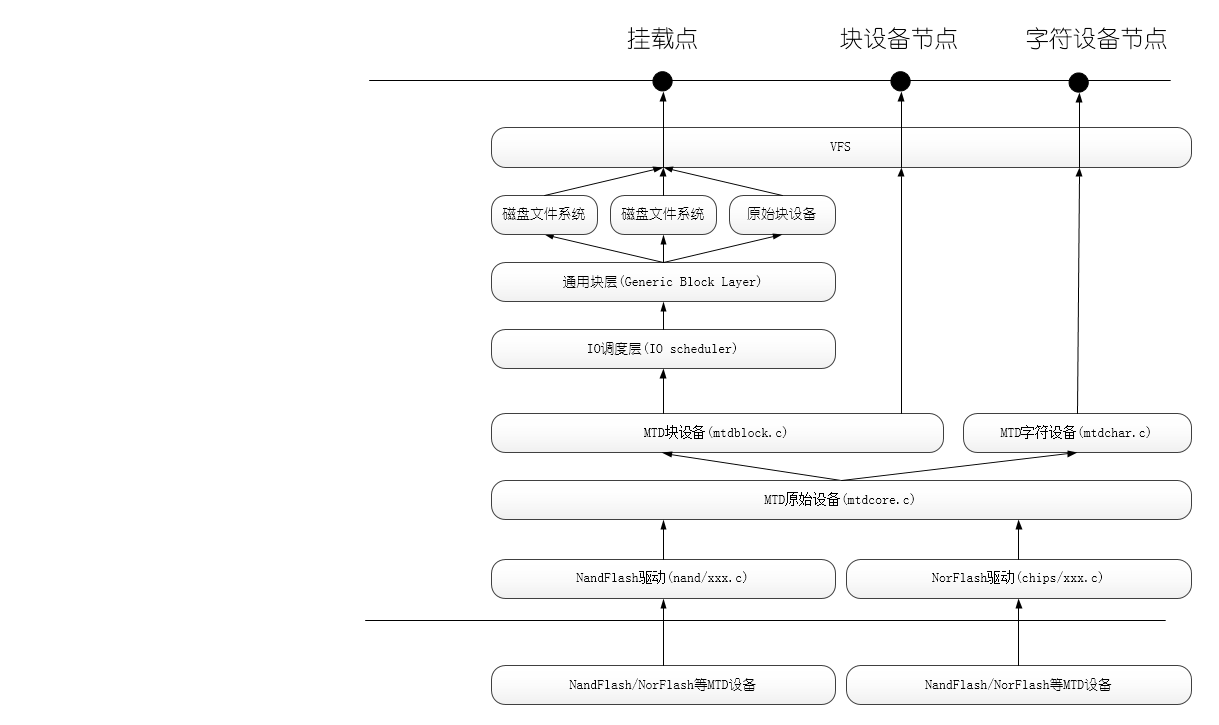 挂载点
块设备节点
字符设备节点
VFS
磁盘文件系统
磁盘文件系统
原始块设备
通用块层(Generic Block Layer)
IO调度层(IO scheduler)
MTD块设备(mtdblock.c)
MTD字符设备(mtdchar.c)
MTD原始设备(mtdcore.c)
NandFlash驱动(nand/xxx.c)
NorFlash驱动(chips/xxx.c)
NandFlash/NorFlash等MTD设备
NandFlash/NorFlash等MTD设备